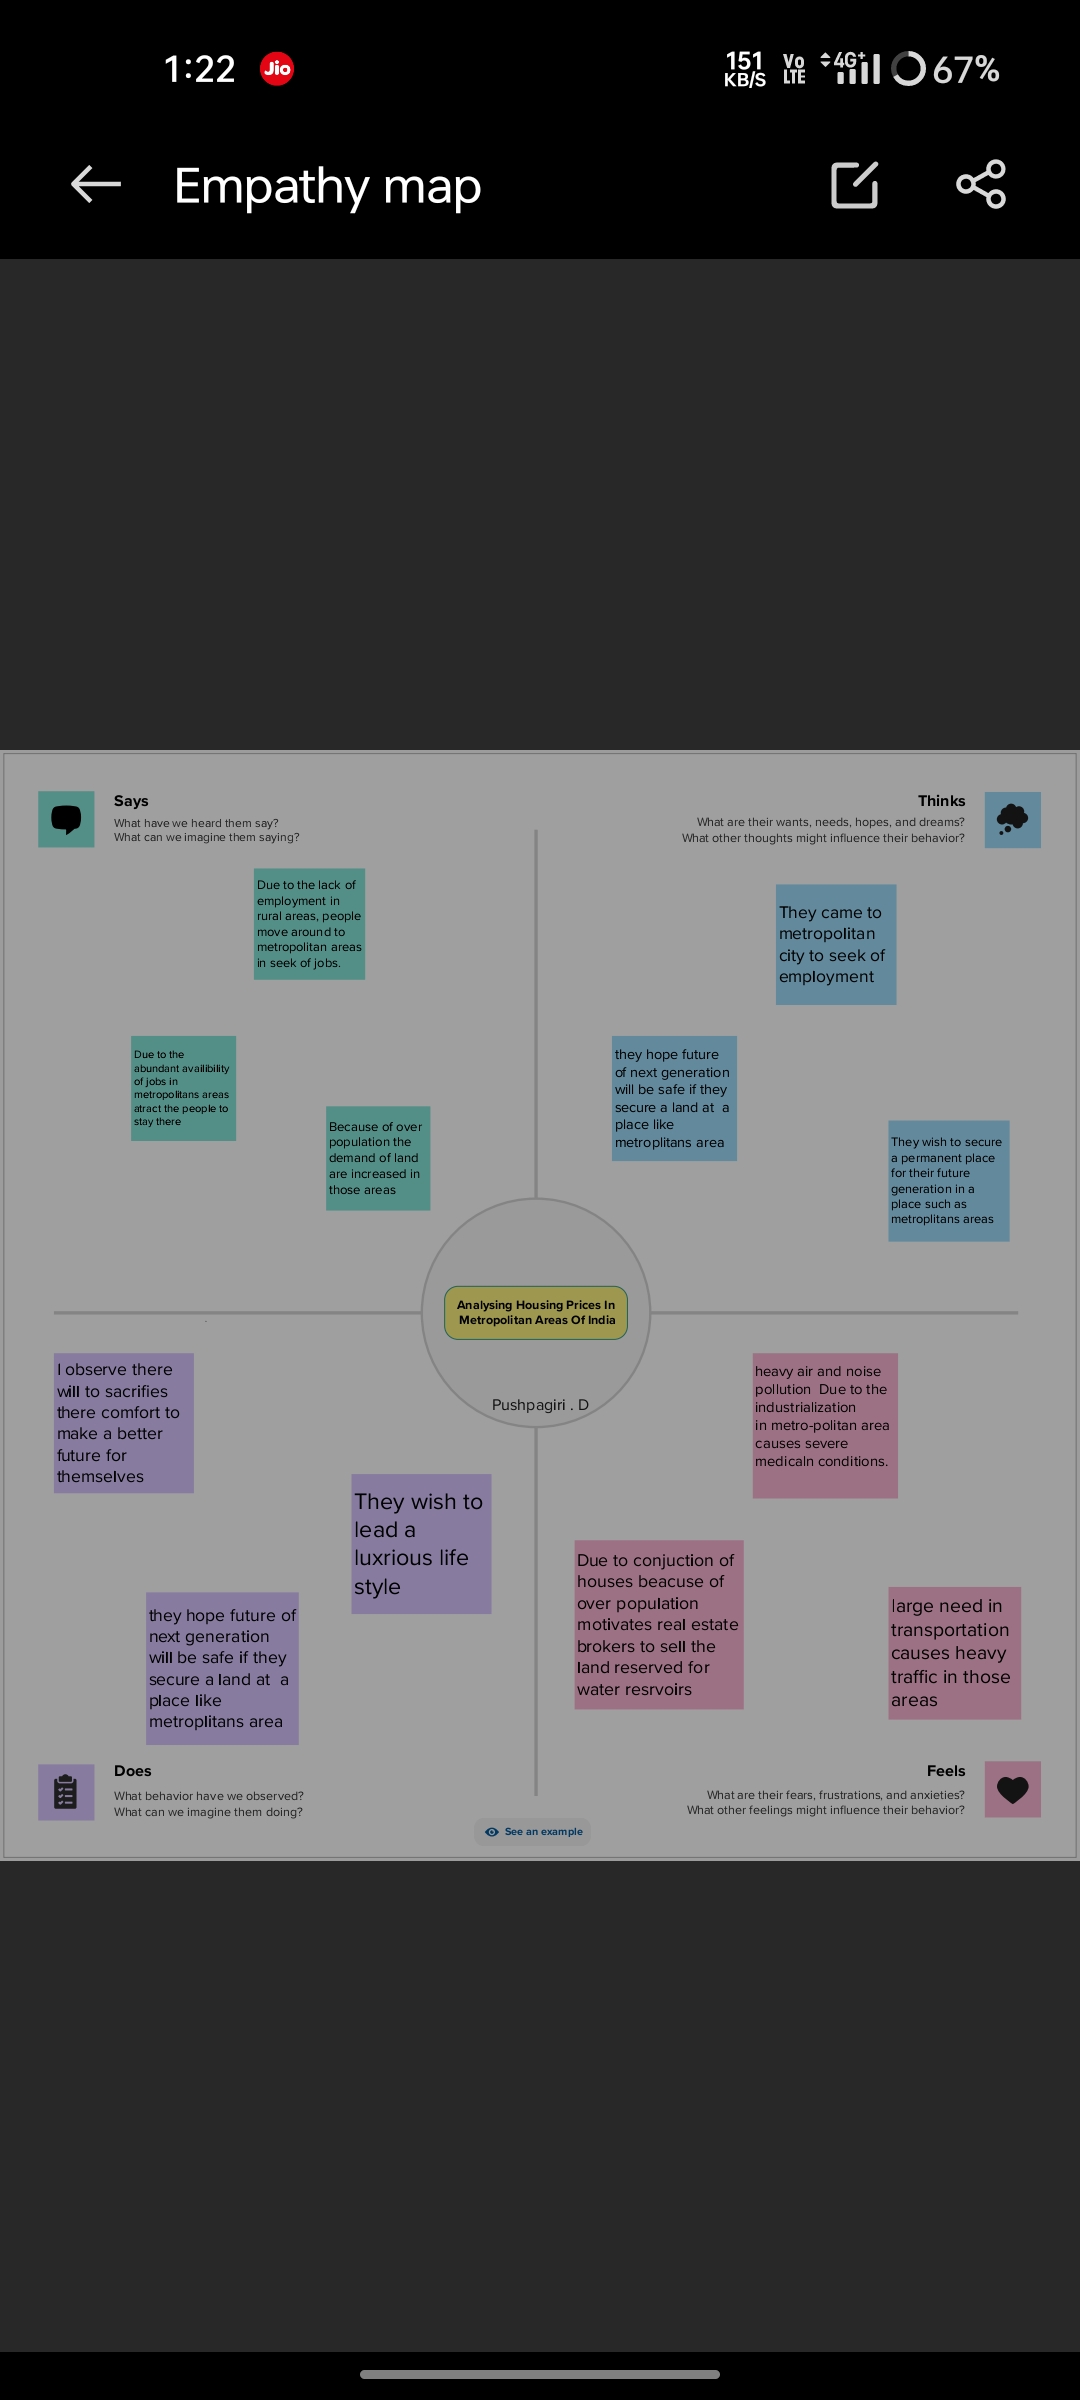 1:22
Jio
151
KB/S
Vo
LTE
4G+
67%
Empathy map
Says
What have we heard them say?
What can we imagine them saying?
Thinks
What are their wants, needs, hopes, and dreams?
What other thoughts might influence their behavior?
Due to the lack of
employment in
rural areas, people
move around to
metropolitan areas
in seek of jobs.
They came to
metropolitan
city to seek of
employment
Due to the
abundant availibility
of jobs in
metropolitans areas
atract the people to
stay there
Because of over
population the
demand of land
are increased in
those areas
they hope future
of next generation
will be safe if they
secure a land at  a
place like
metroplitans area
They wish to secure
a permanent place
for their future
generation in a
place such as
metroplitans areas
Analysing Housing Prices In
Metropolitan Areas Of India
Pushpagiri . D
I observe there
will to sacrifies
there comfort to
make a better
future for
themselves
They wish to
lead a
luxrious life
style
they hope future of
next generation
will be safe if they
secure a land at  a
place like
metroplitans area
heavy air and noise
pollution  Due to the
industrialization
in metro-politan area
causes severe
medicaln conditions.
Due to conjuction of
houses beacuse of
over population
motivates real estate
brokers to sell the
land reserved for
water resrvoirs
large need in
transportation
causes heavy
traffic in those
areas
Does
What behavior have we observed?
What can we imagine them doing?
Feels
What are their fears, frustrations, and anxieties?
What other feelings might influence their behavior?
See an example